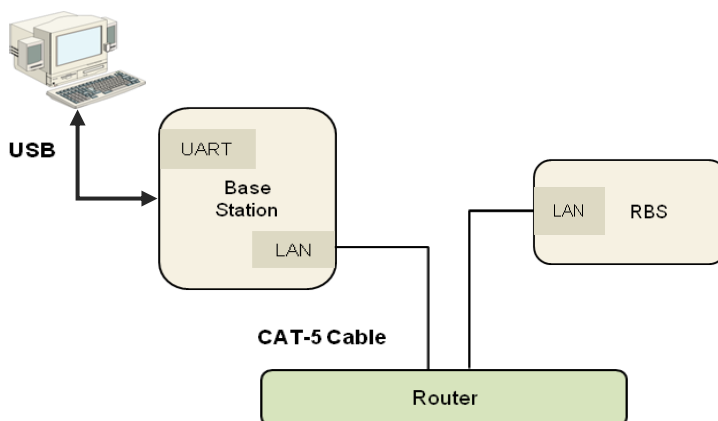 USB
UART
Base
Station
LAN
LAN
RBS
CAT-5 Cable
Router